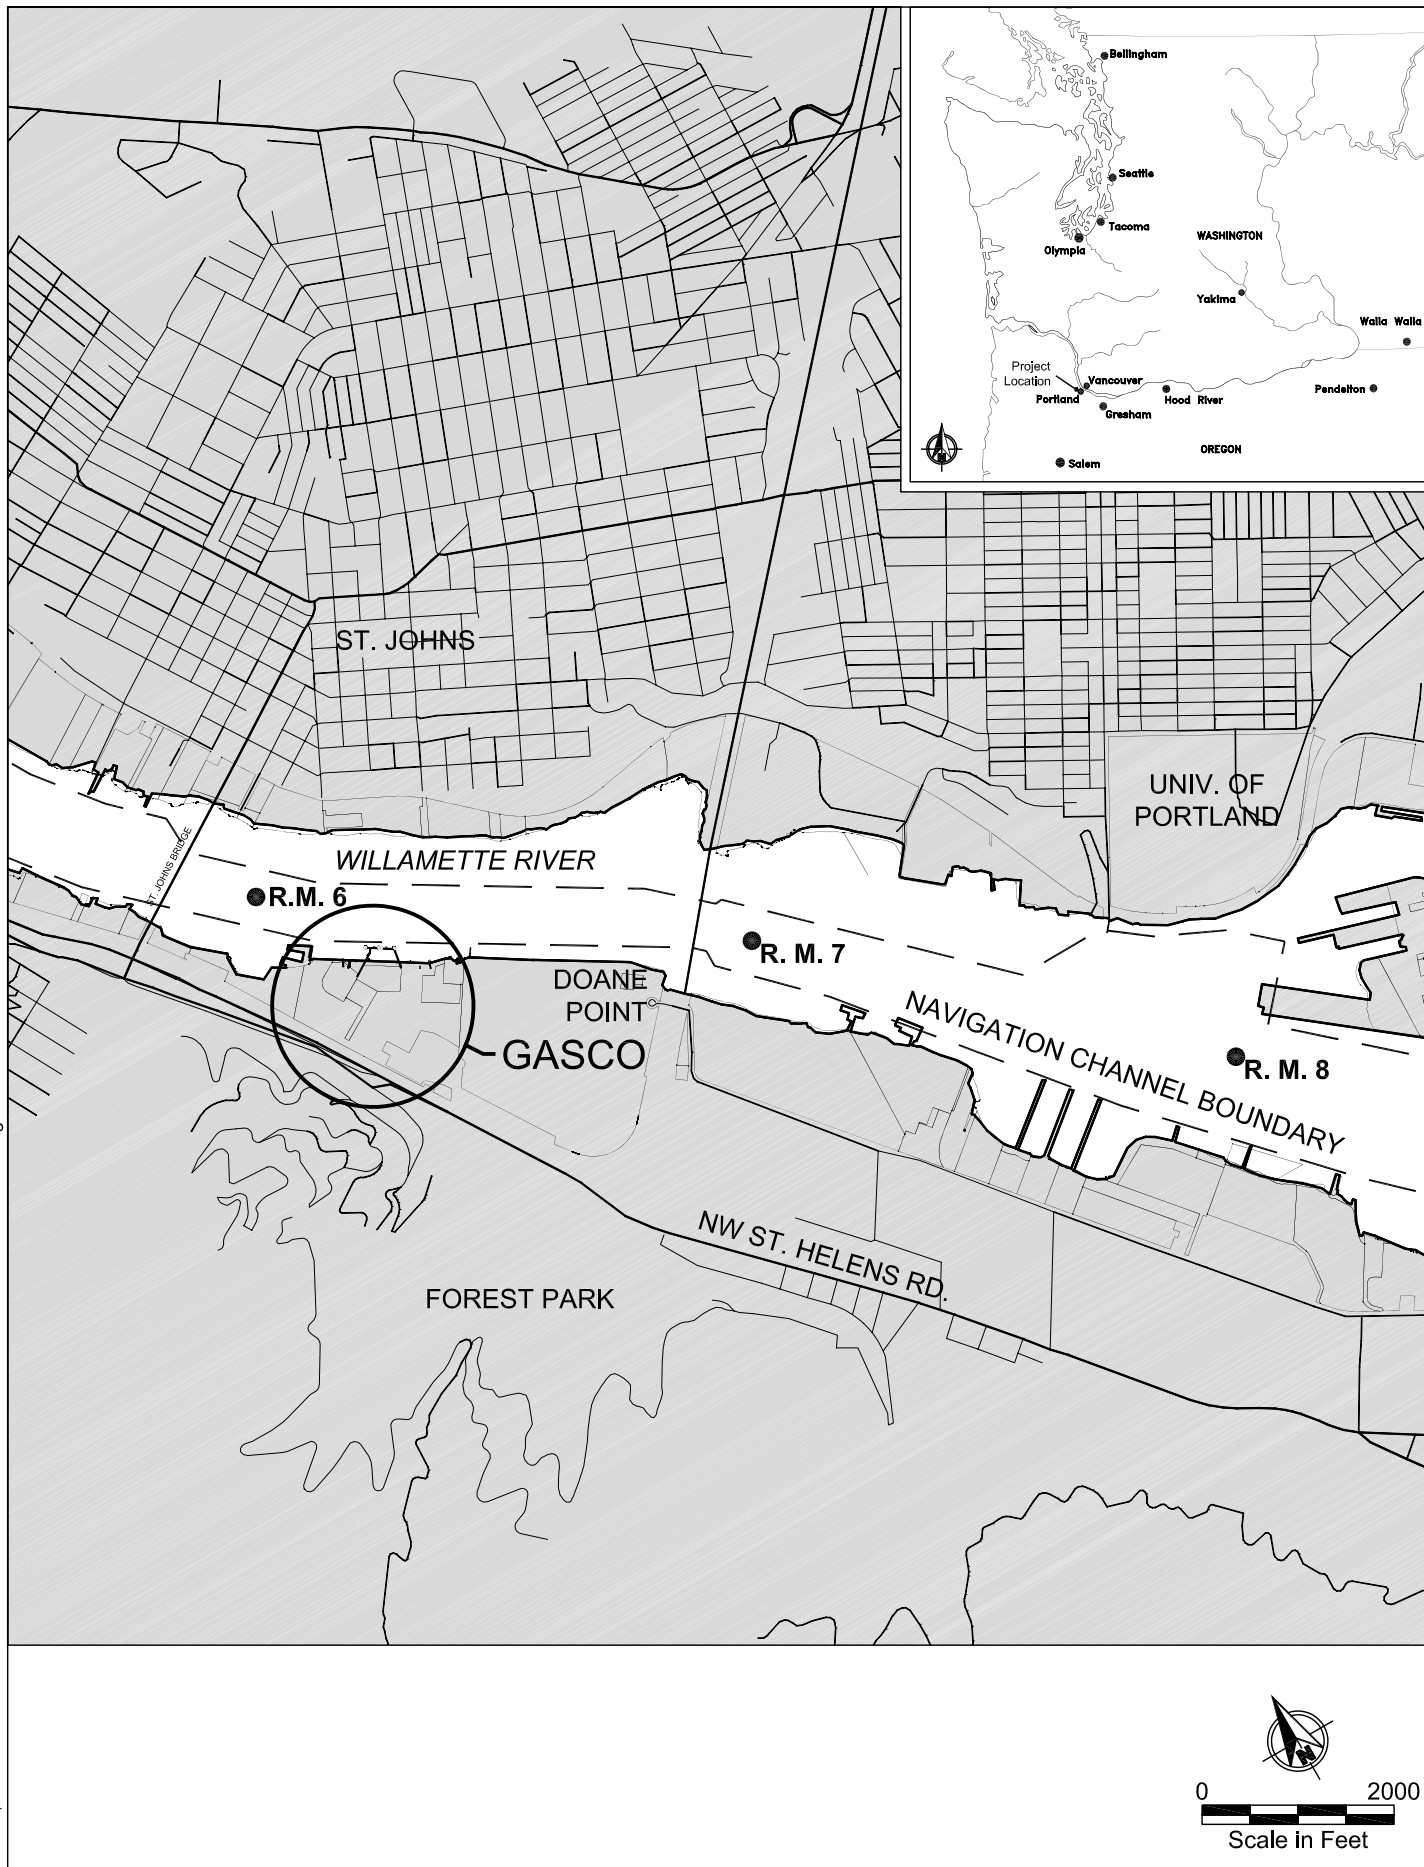 Bellingham
Seattle
Tacoma
Olympia
WASHINGTON
Yakima
Walla Walla
Project
Location
Vancouver
Portland
Hood River
Pendelton
Gresham
OREGON
N
Salem
ST. JOHNS
UNIV. OF
PORTLAND
ST. JOHNS BRIDGE
WILLAMETTE RIVER
R.M. 6
R. M. 7
DOANE
POINT
GASCO
NAVIGATION CHANNEL BOUNDARY
R. M. 8
NW ST. HELENS RD.
FOREST PARK
N
0 2000
Scale in Feet